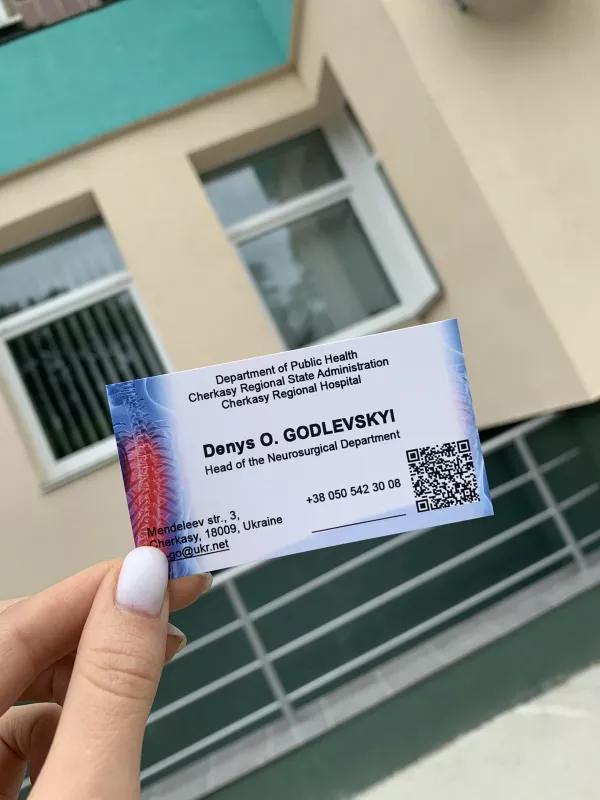 Department of Public Health
Cherkasy Regional State Administration
Cherkasy Regional Hospital
Denys O. GODLEVSKYI
Head of the Neurosurgical Department
+38 050 542 30 08
Mendeleev str., 3,
Cherkasy, 18009, Ukraine